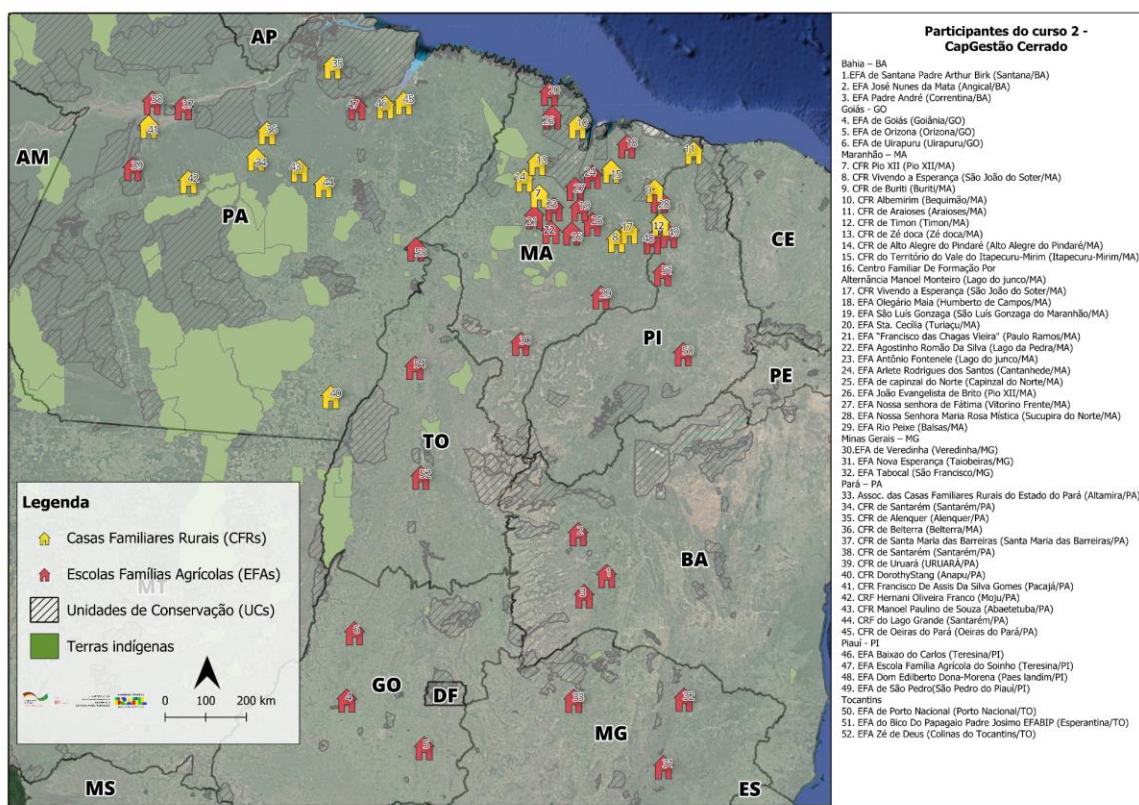 Participantes do curso 2 -
CapGestão Cerrado
Bahia – BA
1.EFA de Santana Padre Arthur Birk (Santana/BA)
2. EFA José Nunes da Mata (Angical/BA)
3. EFA Padre André (Correntina/BA)
Goiás - GO
4. EFA de Goiás (Goiânia/GO)
5. EFA de Orizona (Orizona/GO)
6. EFA de Uirapuru (Uirapuru/GO)
Maranhão – MA
7. CFR Pio XII (Pio XII/MA)
8. CFR Vivendo a Esperança (São João do Soter/MA)
9. CFR de Buriti (Buriti/MA)
10. CFR Albemirim (Bequimão/MA)
11. CFR de Araioses (Araioses/MA)
12. CFR de Timon (Timon/MA)
13. CFR de Zé doca (Zé doca/MA)
14. CFR de Alto Alegre do Pindaré (Alto Alegre do Pindaré/MA)
15. CFR do Território do Vale do Itapecuru-Mirim (Itapecuru-Mirim/MA)
16. Centro Familiar De Formação Por
Alternância Manoel Monteiro (Lago do junco/MA)
17. CFR Vivendo a Esperança (São João do Soter/MA)
18. EFA Olegário Maia (Humberto de Campos/MA)
19. EFA São Luís Gonzaga (São Luís Gonzaga do Maranhão/MA)
20. EFA Sta. Cecília (Turiaçu/MA)
21. EFA "Francisco das Chagas Vieira" (Paulo Ramos/MA)
22. EFA Agostinho Romão Da Silva (Lago da Pedra/MA)
23. EFA Antônio Fontenele (Lago do junco/MA)
24. EFA Arlete Rodrigues dos Santos (Cantanhede/MA)
25. EFA de capinzal do Norte (Capinzal do Norte/MA)
26. EFA João Evangelista de Brito (Pio XII/MA)
27. EFA Nossa senhora de Fátima (Vitorino Freire/MA)
28. EFA Nossa Senhora Maria Rosa Mística (Sucupira do Norte/MA)
29. EFA Rio Peixe (Balsas/MA)
Minas Gerais – MG
30.EFA de Veredinha (Veredinha/MG)
31. EFA Nova Esperança (Taiobeiras/MG)
32. EFA Tabocal (São Francisco/MG)
Pará – PA
33. Assoc. das Casas Familiares Rurais do Estado do Pará (Altamira/PA)
34. CFR de Santarém (Santarém/PA)
35. CFR de Alenquer (Alenquer/PA)
36. CFR de Belterra (Belterra/MA)
37. CFR de Santa Maria das Barreiras (Santa Maria das Barreiras/PA)
38. CFR de Santarém (Santarém/PA)
39. CFR de Uruará (URUARÁ/PA)
40. CFR DorothyStang (Anapu/PA)
41. CFR Francisco De Assis Da Silva Gomes (Pacajá/PA)
42. CRF Hernani Oliveira Franco (Moju/PA)
43. CFR Manoel Paulino de Souza (Abaetetuba/PA)
44. CRF do Lago Grande (Santarém/PA)
45. CFR de Oeiras do Pará (Oeiras do Pará/PA)
Piauí - PI
46. EFA Baixao do Carlos (Teresina/PI)
47. EFA Escola Família Agrícola do Soinho (Teresina/PI)
48. EFA Dom Edilberto Dona-Morena (Paes landim/PI)
49. EFA de São Pedro(São Pedro do Piauí/PI)
Tocantins
50. EFA de Porto Nacional (Porto Nacional/TO)
51. EFA do Bico Do Papagaio Padre Josimo EFABIP (Esperantina/TO)
52. EFA Zé de Deus (Colinas do Tocantins/TO)
AP
AM
PA
MA
CE
PI
PE
TO
BA
MT
GO
DF
MG
MS
ES
Legenda
Casas Familiares Rurais (CFRs)
Escolas Famílias Agrícolas (EFAs)
Unidades de Conservação (UCs)
Terras indígenas
0 100 200 km